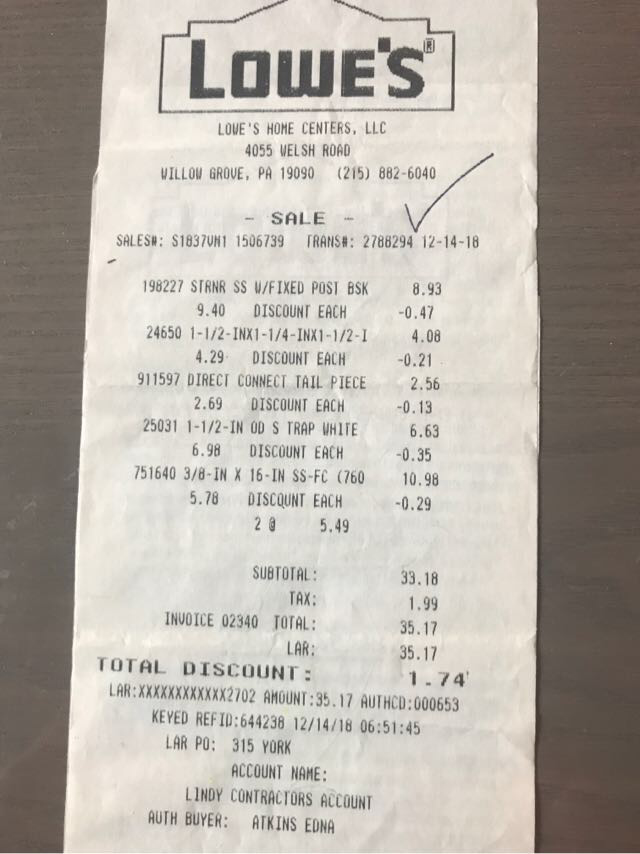 LOWE'S®
LOWE'S HOME CENTERS, LLC
4055 WELSH ROAD
WILLOW GROVE, PA 19090 (215) 882-6040
- SALE -
SALES#: S1837VM1 1506739 TRANS#: 2788294 12-14-18
198227 STRNR SS W/FIXED POST BSK 8.93
9.40 DISCOUNT EACH -0.47
24650 1-1/2-INX1-1/4-INX1-1/2-I 4.08
4.29 DISCOUNT EACH -0.21
911597 DIRECT CONNECT TAIL PIECE 2.56
2.69 DISCOUNT EACH -0.13
25031 1-1/2-IN OD S TRAP WHITE 6.63
6.98 DISCOUNT EACH -0.35
751640 3/8-IN X 16-IN SS-FC (760 10.98
5.78 DISCOUNT EACH -0.29
2 @ 5.49
SUBTOTAL: 33.18
TAX: 1.99
INVOICE 02340 TOTAL: 35.17
LAR: 35.17
TOTAL DISCOUNT: 1.74
LAR:XXXXXXXXXXXX2702 AMOUNT:35.17 AUTHCD:000653
KEYED REFID:644238 12/14/18 06:51:45
LAR PO: 315 YORK
ACCOUNT NAME:
LINDY CONTRACTORS ACCOUNT
AUTH BUYER: ATKINS EDNA